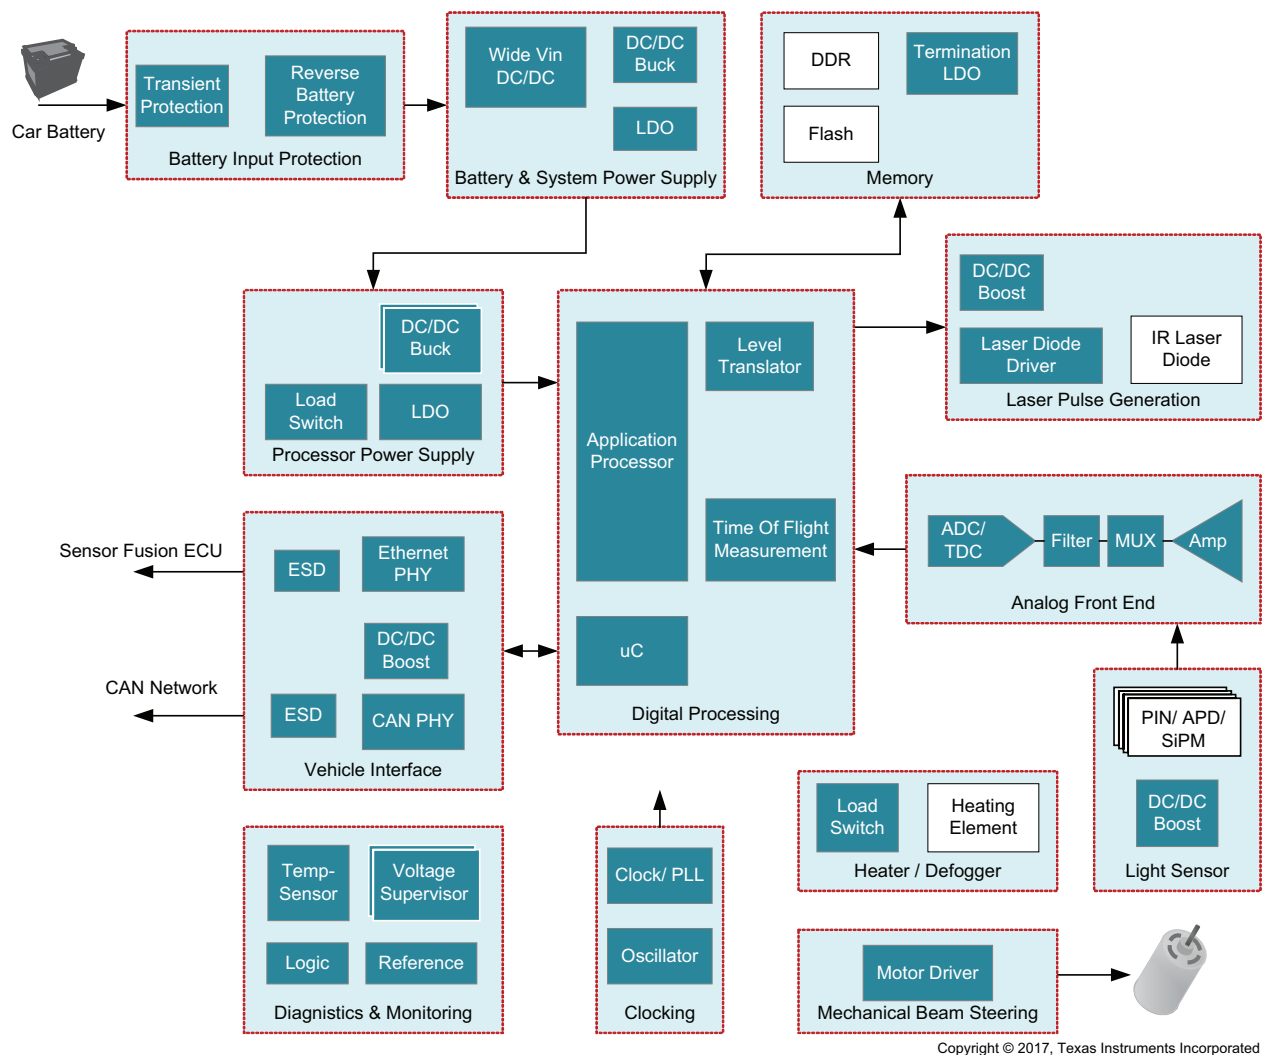 Car Battery
Transient
Protection
Reverse
Battery
Protection
Battery Input Protection
Wide Vin
DC/DC
DC/DC
Buck
LDO
Battery & System Power Supply
DDR
Termination
LDO
Flash
Memory
DC/DC
Boost
Laser Diode
Driver
IR Laser
Diode
Laser Pulse Generation
DC/DC
Buck
Load
Switch
LDO
Processor Power Supply
Application
Processor
Level
Translator
Time Of Flight
Measurement
uC
Digital Processing
ADC/
TDC
Filter
MUX
Amp
Analog Front End
Sensor Fusion ECU
CAN Network
ESD
Ethernet
PHY
DC/DC
Boost
ESD
CAN PHY
Vehicle Interface
PIN/ APD/
SiPM
DC/DC
Boost
Light Sensor
Load
Switch
Heating
Element
Heater / Defogger
Temp-
Sensor
Voltage
Supervisor
Logic
Reference
Diagnostics & Monitoring
Clock/ PLL
Oscillator
Clocking
Motor Driver
Mechanical Beam Steering
Copyright © 2017, Texas Instruments Incorporated